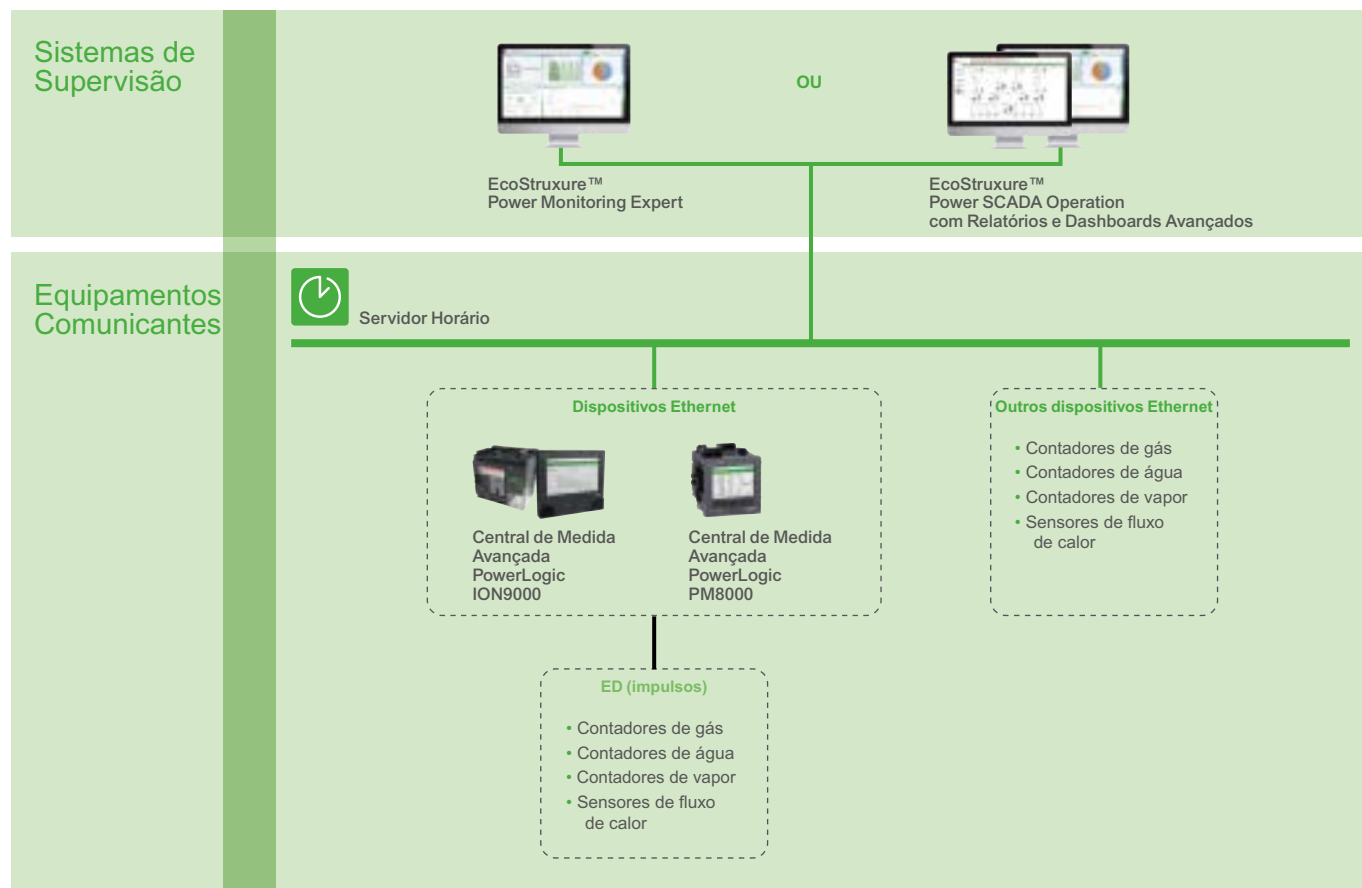 Sistemas de
Supervisão
OU
EcoStruxure™
Power Monitoring Expert
EcoStruxure™
Power SCADA Operation
com Relatórios e Dashboards Avançados
Equipamentos
Comunicantes
Servidor Horário
Dispositivos Ethernet
Central de Medida
Avançada
PowerLogic
ION9000
Central de Medida
Avançada
PowerLogic
PM8000
Outros dispositivos Ethernet
• Contadores de gás
• Contadores de água
• Contadores de vapor
• Sensores de fluxo
de calor
ED (impulsos)
• Contadores de gás
• Contadores de água
• Contadores de vapor
• Sensores de fluxo
de calor